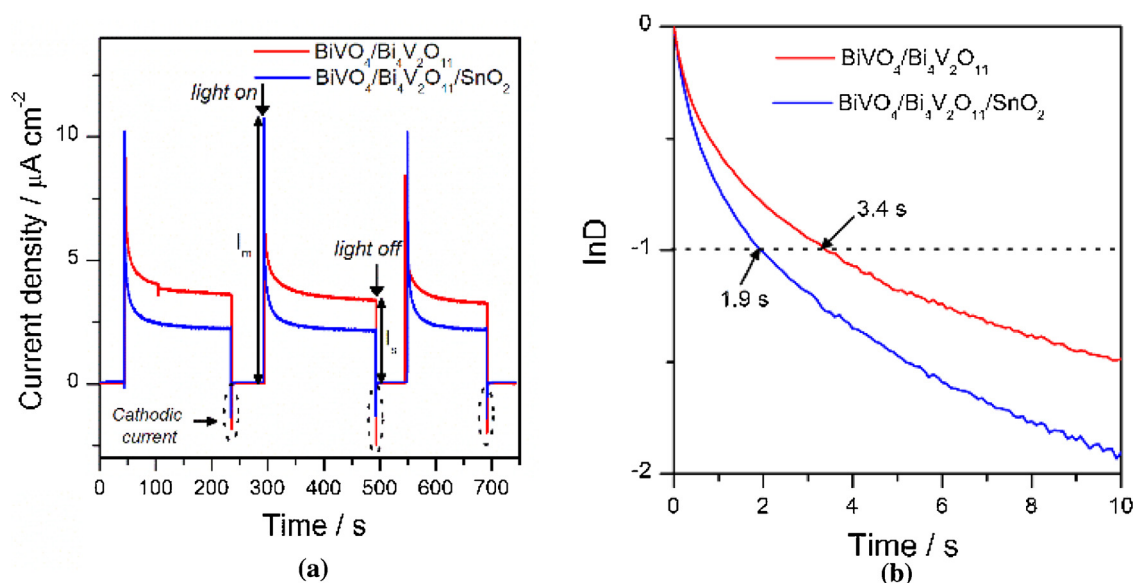 BiVO₄/Bi₄V₂O₁₁
BiVO₄/Bi₄V₂O₁₁/SnO₂
light on
10
Current density / μA cm⁻²
Iₘ
light off
5
Iₛ
0
Cathodic
current
0 100 200 300 400 500 600 700
Time / s
(a)
0
BiVO₄/Bi₄V₂O₁₁
BiVO₄/Bi₄V₂O₁₁/SnO₂
3.4 s
lnD
-1
1.9 s
-2
0 2 4 6 8 10
Time / s
(b)